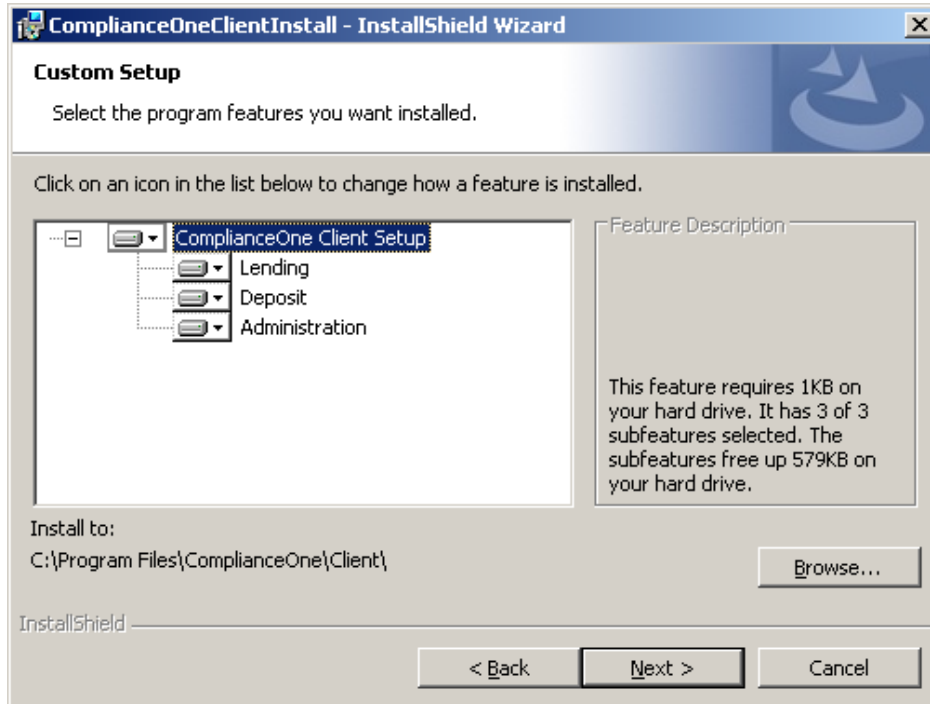 ComplianceOneClientInstall - InstallShield Wizard
Custom Setup
Select the program features you want installed.
Click on an icon in the list below to change how a feature is installed.
ComplianceOne Client Setup
Lending
Deposit
Administration
Feature Description
This feature requires 1KB on
your hard drive. It has 3 of 3
subfeatures selected. The
subfeatures free up 579KB on
your hard drive.
Install to:
C:\Program Files\ComplianceOne\Client\
Browse...
InstallShield
< Back
Next >
Cancel